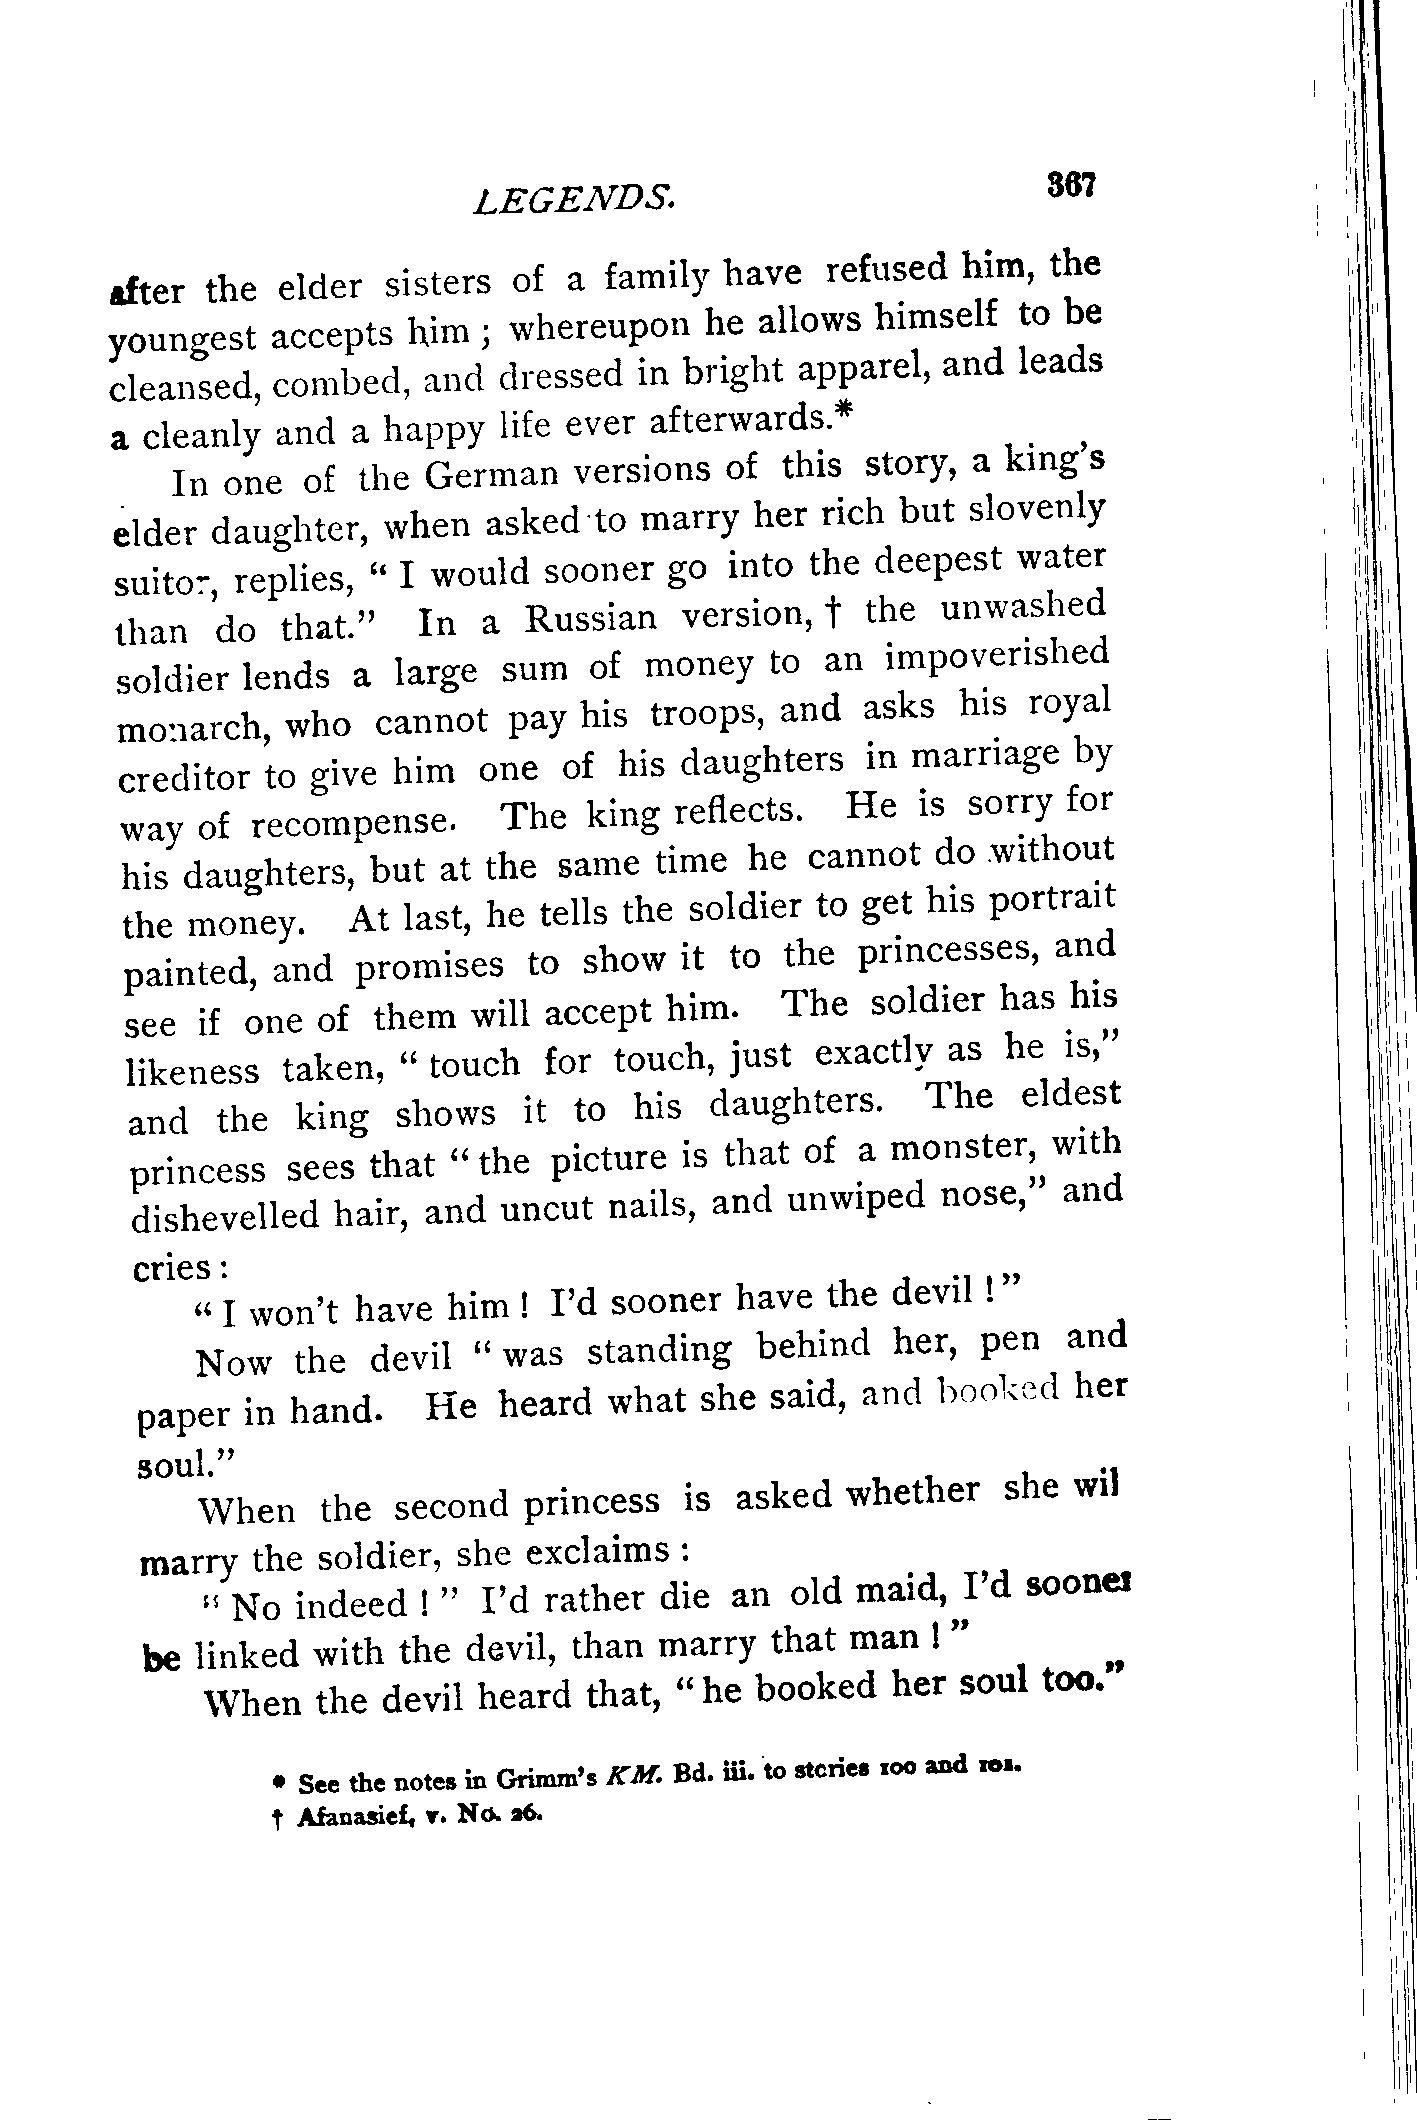 LEGENDS. 367
after the elder sisters of a family have refused him, the
youngest accepts him ; whereupon he allows himself to be
cleansed, combed, and dressed in bright apparel, and leads
a cleanly and a happy life ever afterwards.*
In one of the German versions of this story, a king's
elder daughter, when asked to marry her rich but slovenly
suitor, replies, “ I would sooner go into the deepest water
than do that.” In a Russian version, † the unwashed
soldier lends a large sum of money to an impoverished
monarch, who cannot pay his troops, and asks his royal
creditor to give him one of his daughters in marriage by
way of recompense. The king reflects. He is sorry for
his daughters, but at the same time he cannot do without
the money. At last, he tells the soldier to get his portrait
painted, and promises to show it to the princesses, and
see if one of them will accept him. The soldier has his
likeness taken, “ touch for touch, just exactly as he is,”
and the king shows it to his daughters. The eldest
princess sees that “ the picture is that of a monster, with
dishevelled hair, and uncut nails, and unwiped nose,” and
cries :
“ I won't have him ! I'd sooner have the devil ! ”
Now the devil “ was standing behind her, pen and
paper in hand. He heard what she said, and booked her
soul.”
When the second princess is asked whether she wil
marry the soldier, she exclaims :
“ No indeed ! ” I'd rather die an old maid, I'd sooner
be linked with the devil, than marry that man ! ”
When the devil heard that, “ he booked her soul too.”
* See the notes in Grimm's KM. Bd. iii. to stories 100 and 101.
† Afanasief, v. No. 26.